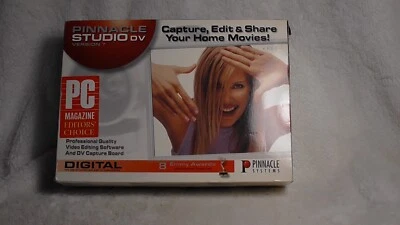 PINNACLE
STUDIO DV
VERSION 7
Capture, Edit & Share
Your Home Movies!
PC
MAGAZINE
EDITORS'
CHOICE
Professional Quality
Video Editing Software
And DV Capture Board
DIGITAL
8
PINNACLE
SYSTEMS